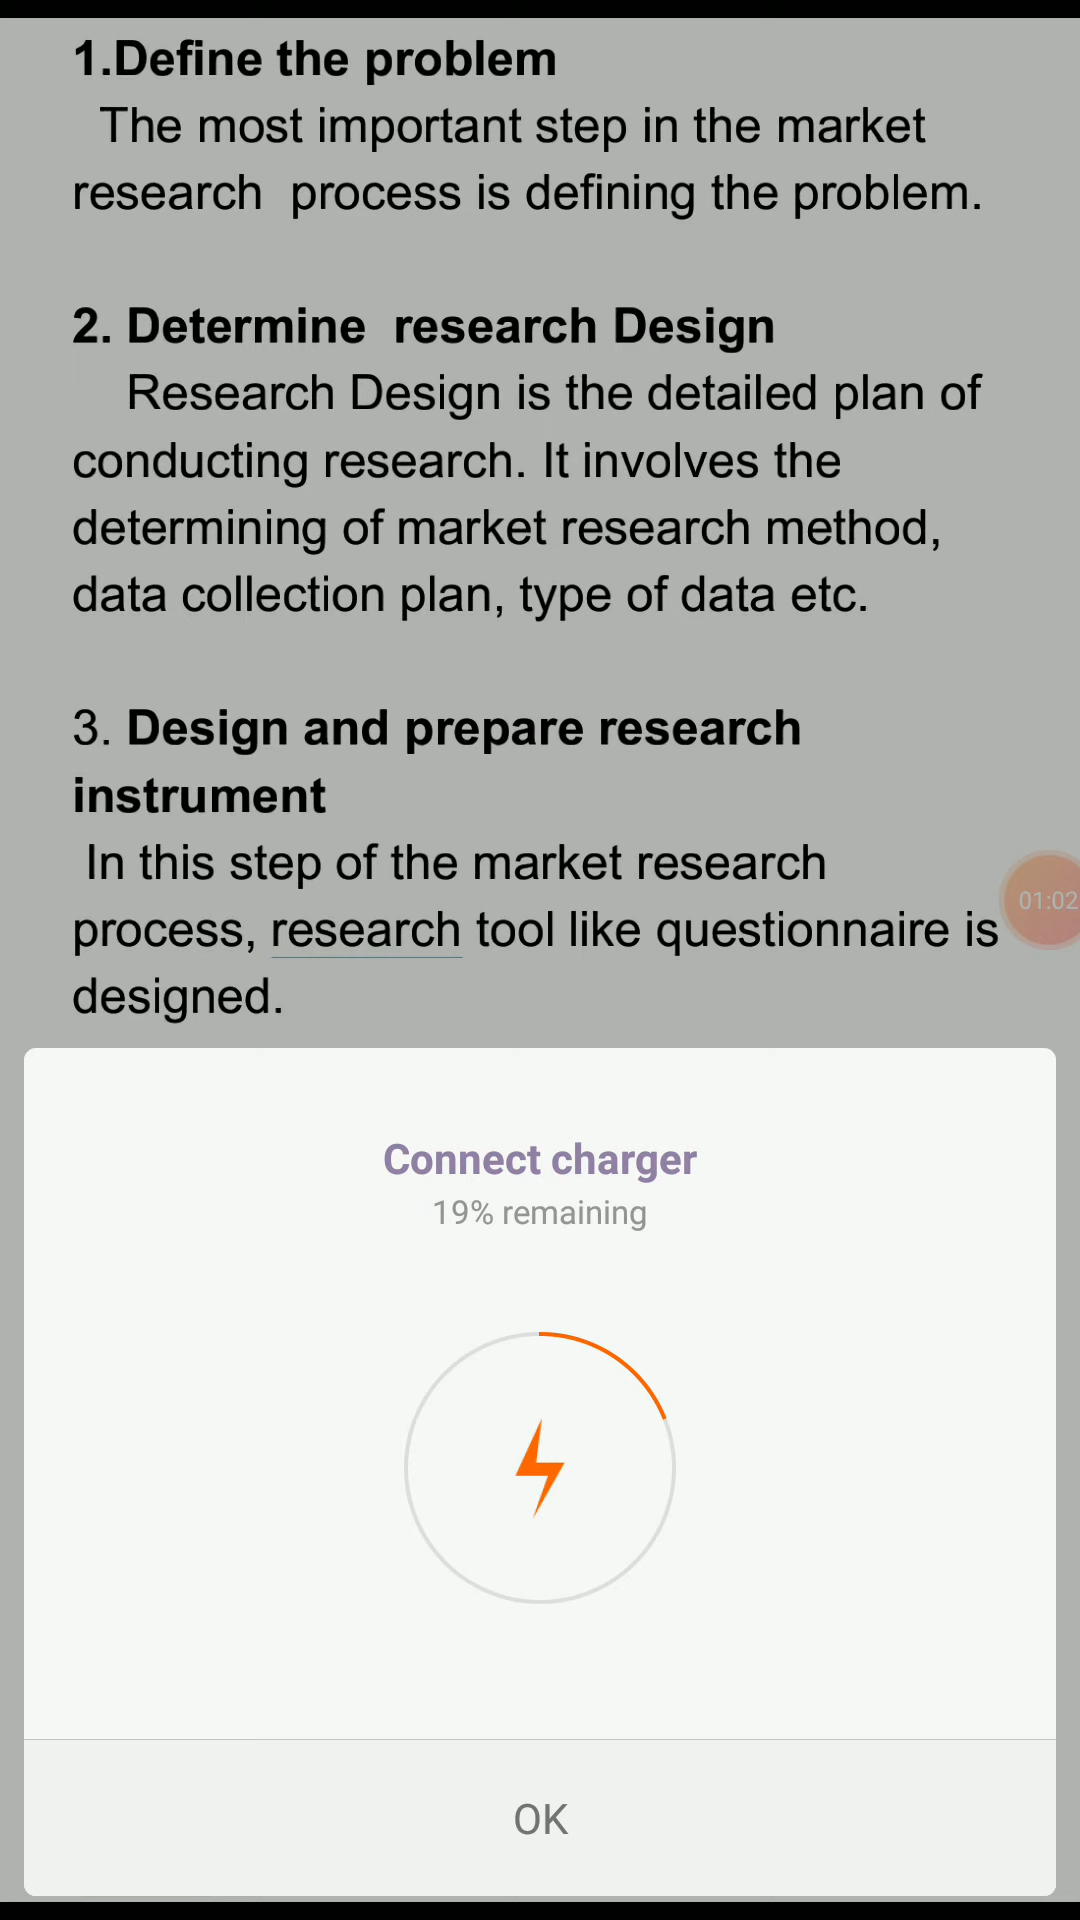 1.Define the problem
The most important step in the market
research process is defining the problem.
2. Determine research Design
Research Design is the detailed plan of
conducting research. It involves the
determining of market research method,
data collection plan, type of data etc.
3. Design and prepare research
instrument
In this step of the market research
process, research tool like questionnaire is
designed.
01:02
Connect charger
19% remaining
OK